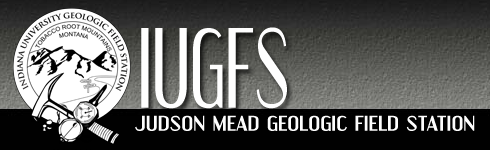 INDIANA UNIVERSITY GEOLOGIC FIELD STATION
TOBACCO ROOT MOUNTAINS
MONTANA
IUGFS
JUDSON MEAD GEOLOGIC FIELD STATION